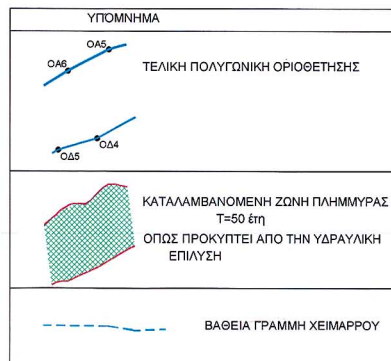 ΥΠΌΜΝΗΜΑ
ΟΑ5
ΟΑ6
ΤΕΛΙΚΗ ΠΟΛΥΓΩΝΙΚΗ ΟΡΙΟΘΕΤΗΣΗΣ
ΟΔ4
ΟΔ5
ΚΑΤΑΛΑΜΒΑΝΟΜΕΝΗ ΖΩΝΗ ΠΛΗΜΜΥΡΑΣ
Τ=50 έτη
ΟΠΩΣ ΠΡΟΚΥΠΤΕΙ ΑΠΟ ΤΗΝ ΥΔΡΑΥΛΙΚΗ
ΕΠΙΛΥΣΗ
ΒΑΘΕΙΑ ΓΡΑΜΜΗ ΧΕΙΜΑΡΡΟΥ